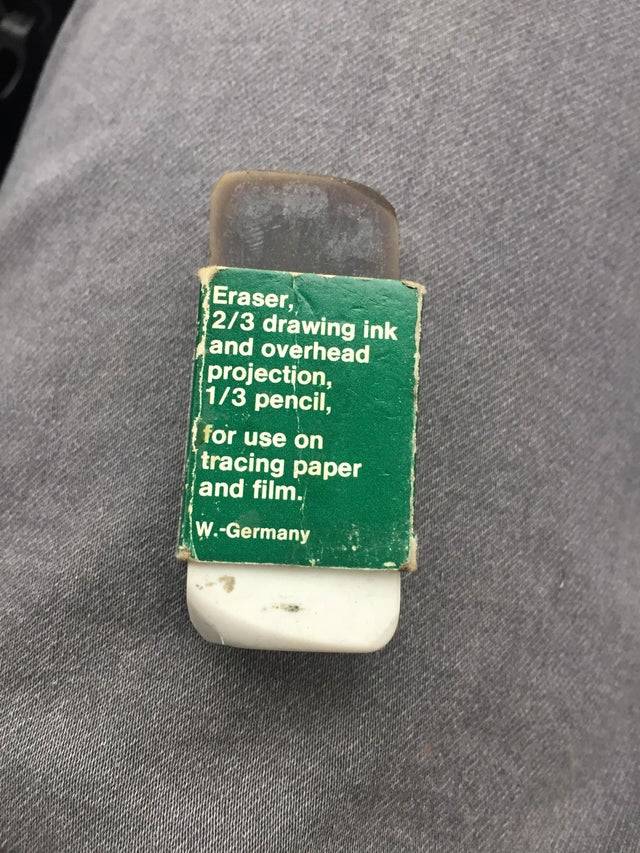 Eraser,
2/3 drawing ink
and overhead
projection,
1/3 pencil,
for use on
tracing paper
and film.
W.-Germany